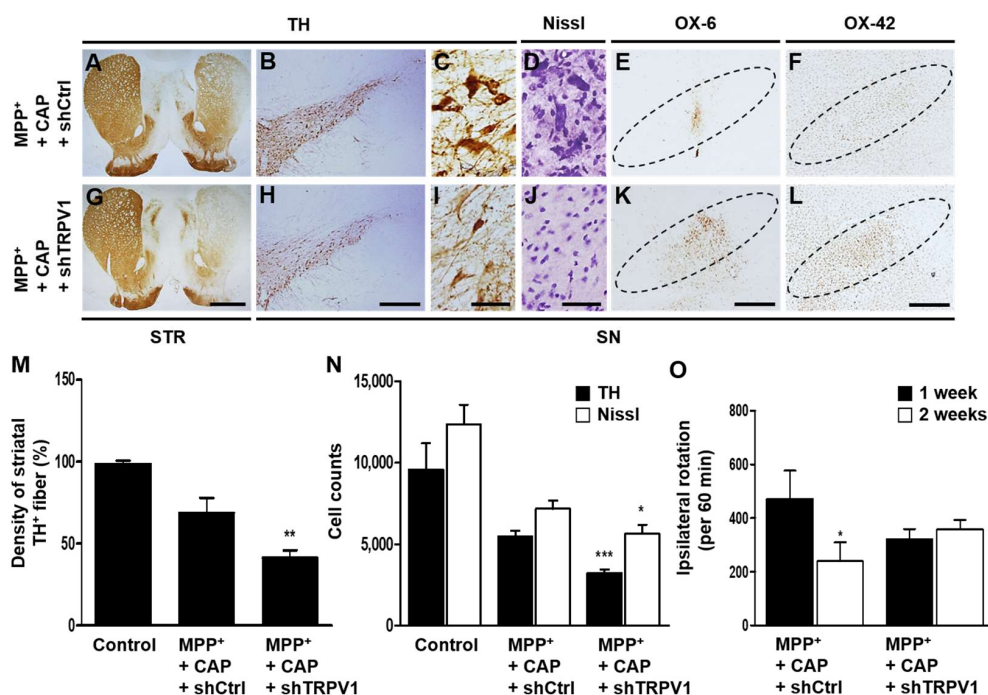 TH Nissl OX-6 OX-42
MPP⁺
+ CAP
+ shCtrl
A B C D E F
MPP⁺
+ CAP
+ shTRPV1
G H I J K L
STR SN
M
Density of striatal
TH⁺ fiber (%)
150
100
50
0
**
Control
MPP⁺
+ CAP
+ shCtrl
MPP⁺
+ CAP
+ shTRPV1
N
Cell counts
15,000
10,000
5,000
0
TH
Nissl
***
*
Control
MPP⁺
+ CAP
+ shCtrl
MPP⁺
+ CAP
+ shTRPV1
O
Ipsilateral rotation
(per 60 min)
800
600
400
200
0
1 week
2 weeks
*
MPP⁺
+ CAP
+ shCtrl
MPP⁺
+ CAP
+ shTRPV1